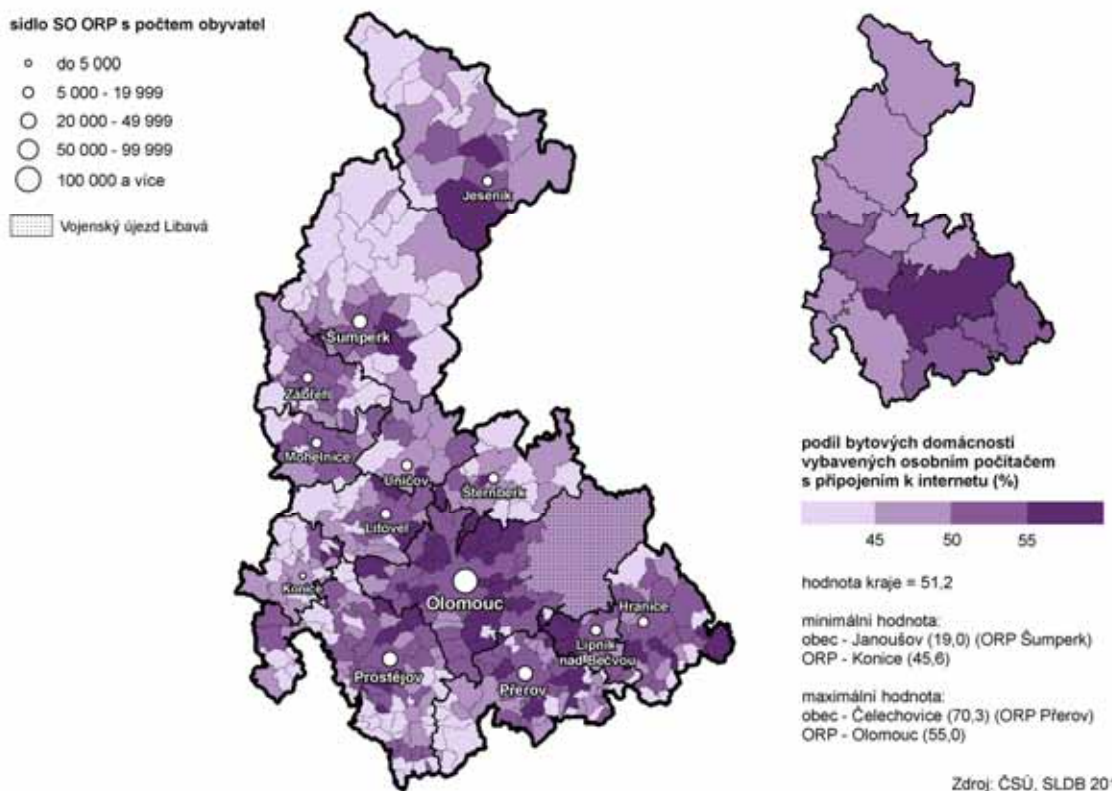 sídlo SO ORP s počtem obyvatel
do 5 000
5 000 - 19 999
20 000 - 49 999
50 000 - 99 999
100 000 a více
Vojenský újezd Libavá
Jeseník
Šumperk
Zábřeh
Mohelnice
Uničov
Šternberk
Litovel
Konice
Olomouc
Hranice
Lipník
nad Bečvou
Prostějov
Přerov
podíl bytových domácností
vybavených osobním počítačem
s připojením k internetu (%)
45 50 55
hodnota kraje = 51,2
minimální hodnota:
obec - Janoušov (19,0) (ORP Šumperk)
ORP - Konice (45,6)
maximální hodnota:
obec - Čelechovice (70,3) (ORP Přerov)
ORP - Olomouc (55,0)
Zdroj: ČSÚ, SLDB